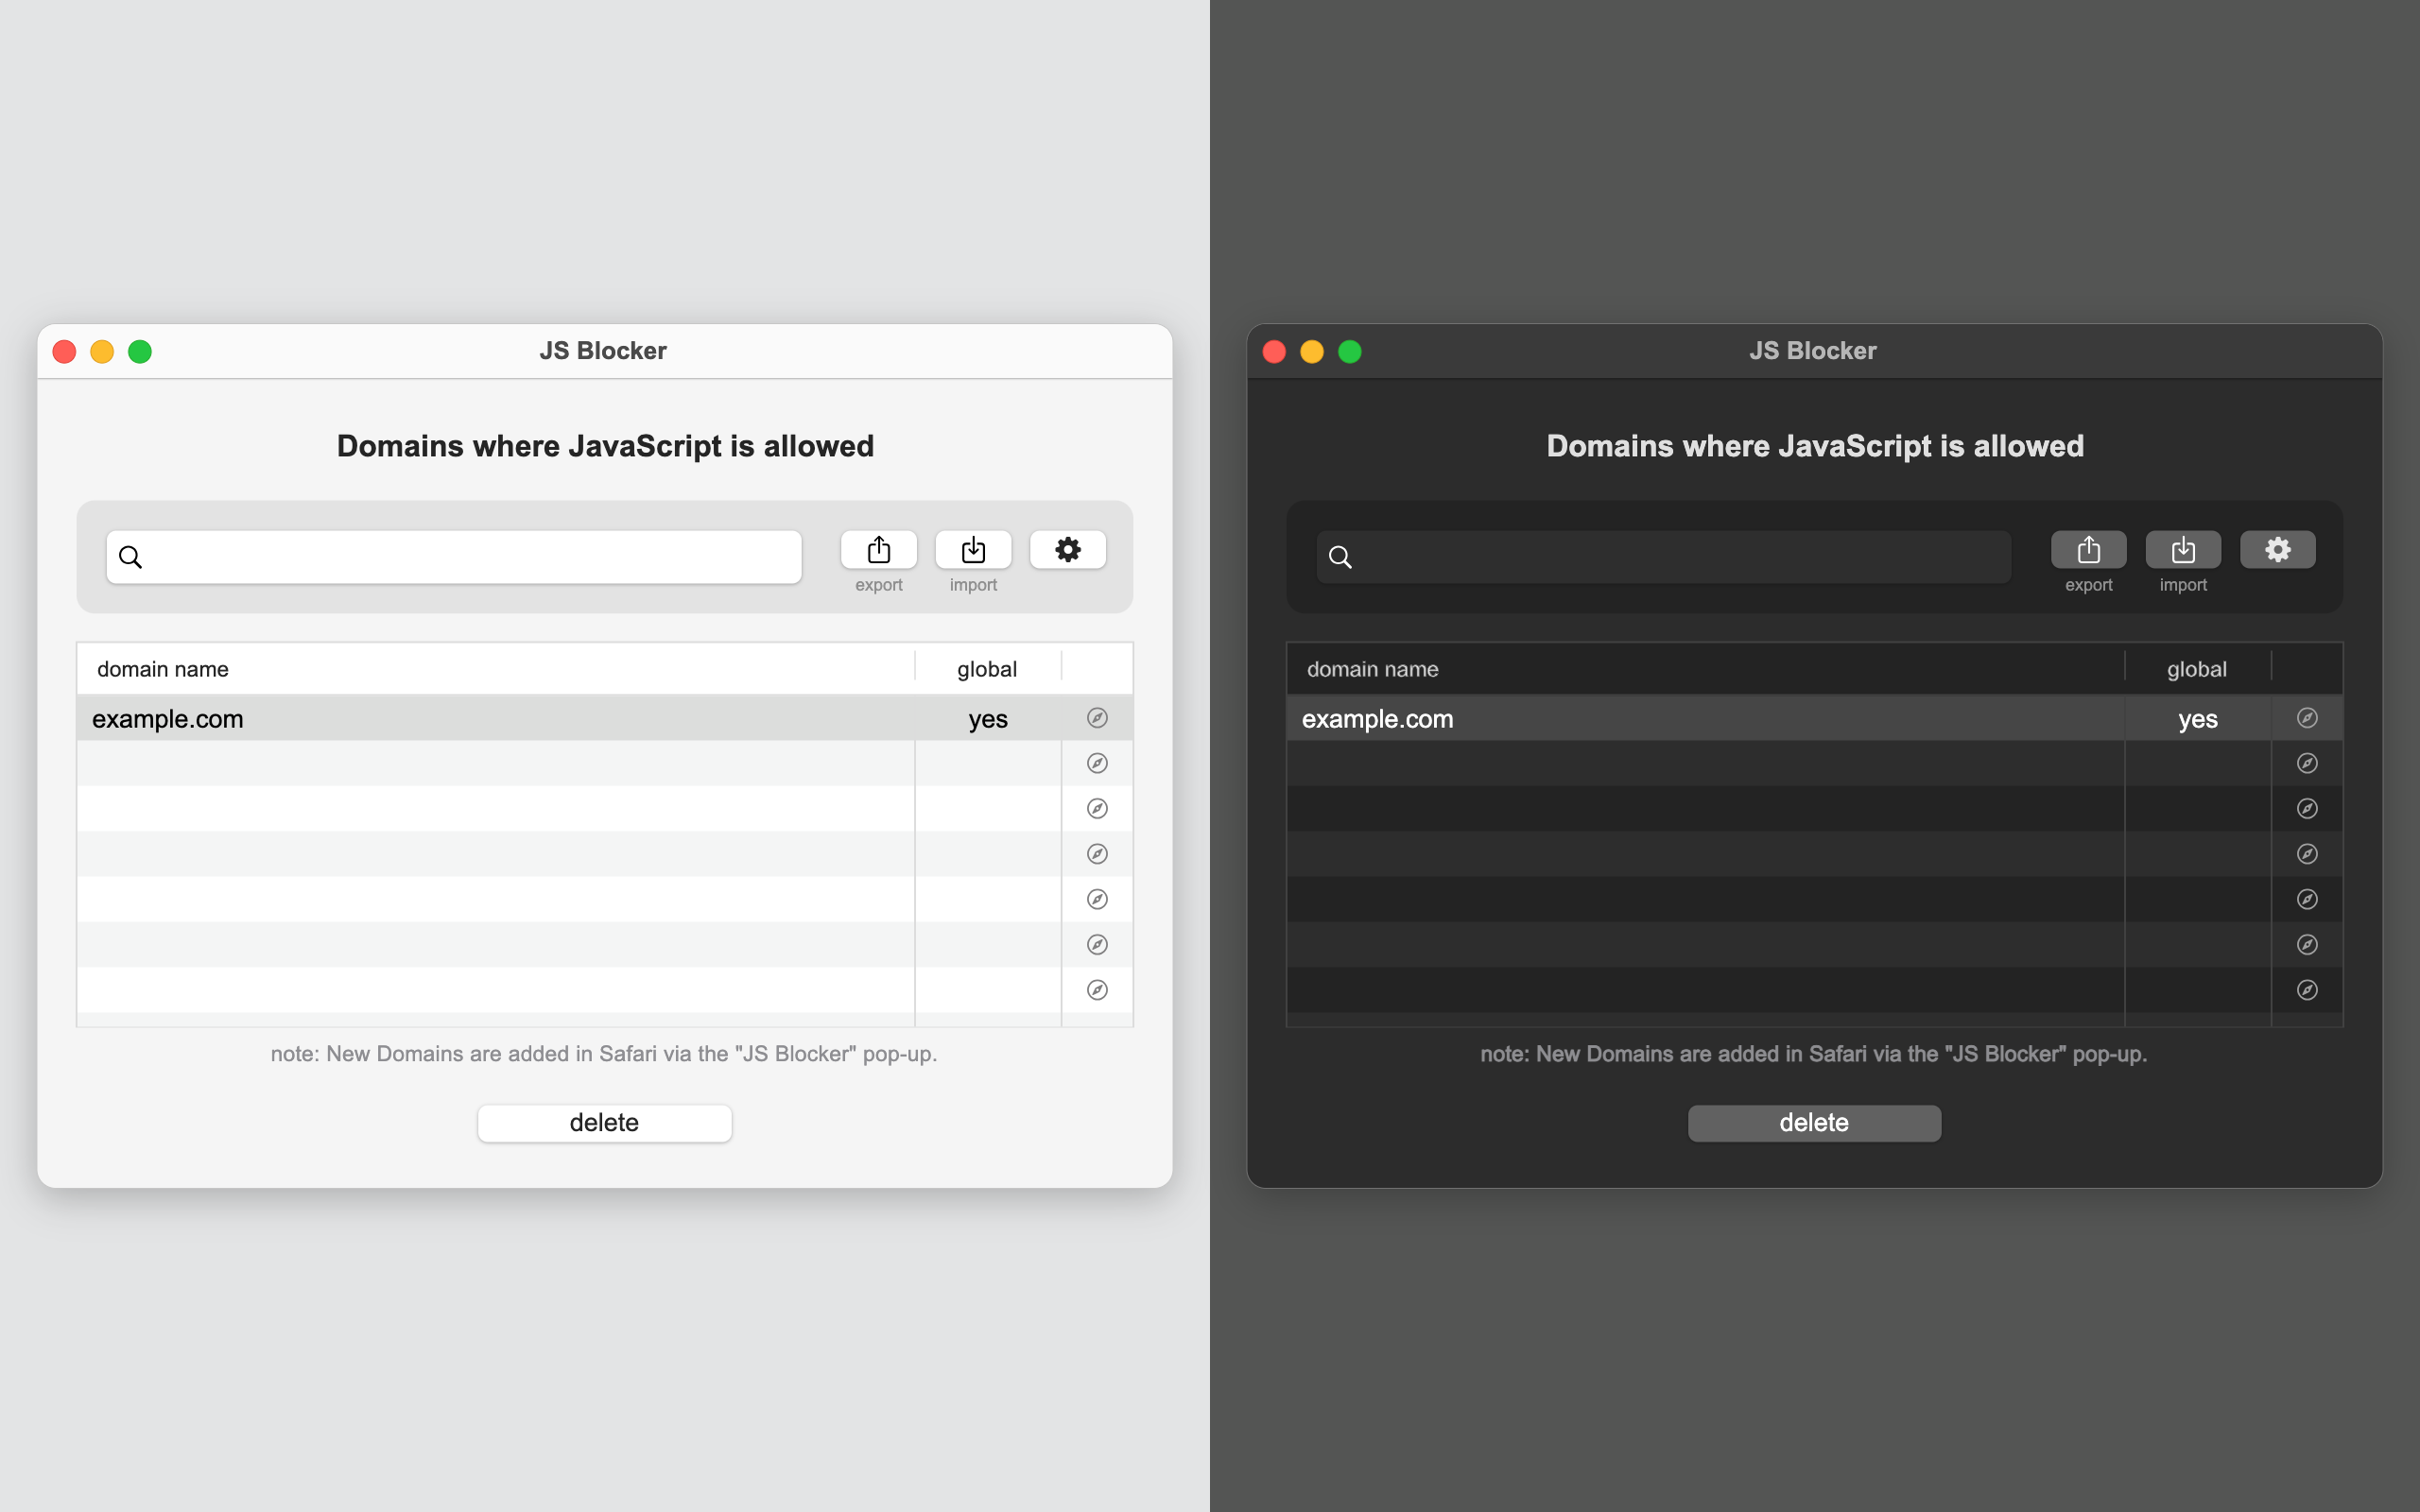 JS Blocker
Domains where JavaScript is allowed
export import
domain name global
example.com yes
note: New Domains are added in Safari via the "JS Blocker" pop-up.
delete
JS Blocker
Domains where JavaScript is allowed
export import
domain name global
example.com yes
note: New Domains are added in Safari via the "JS Blocker" pop-up.
delete